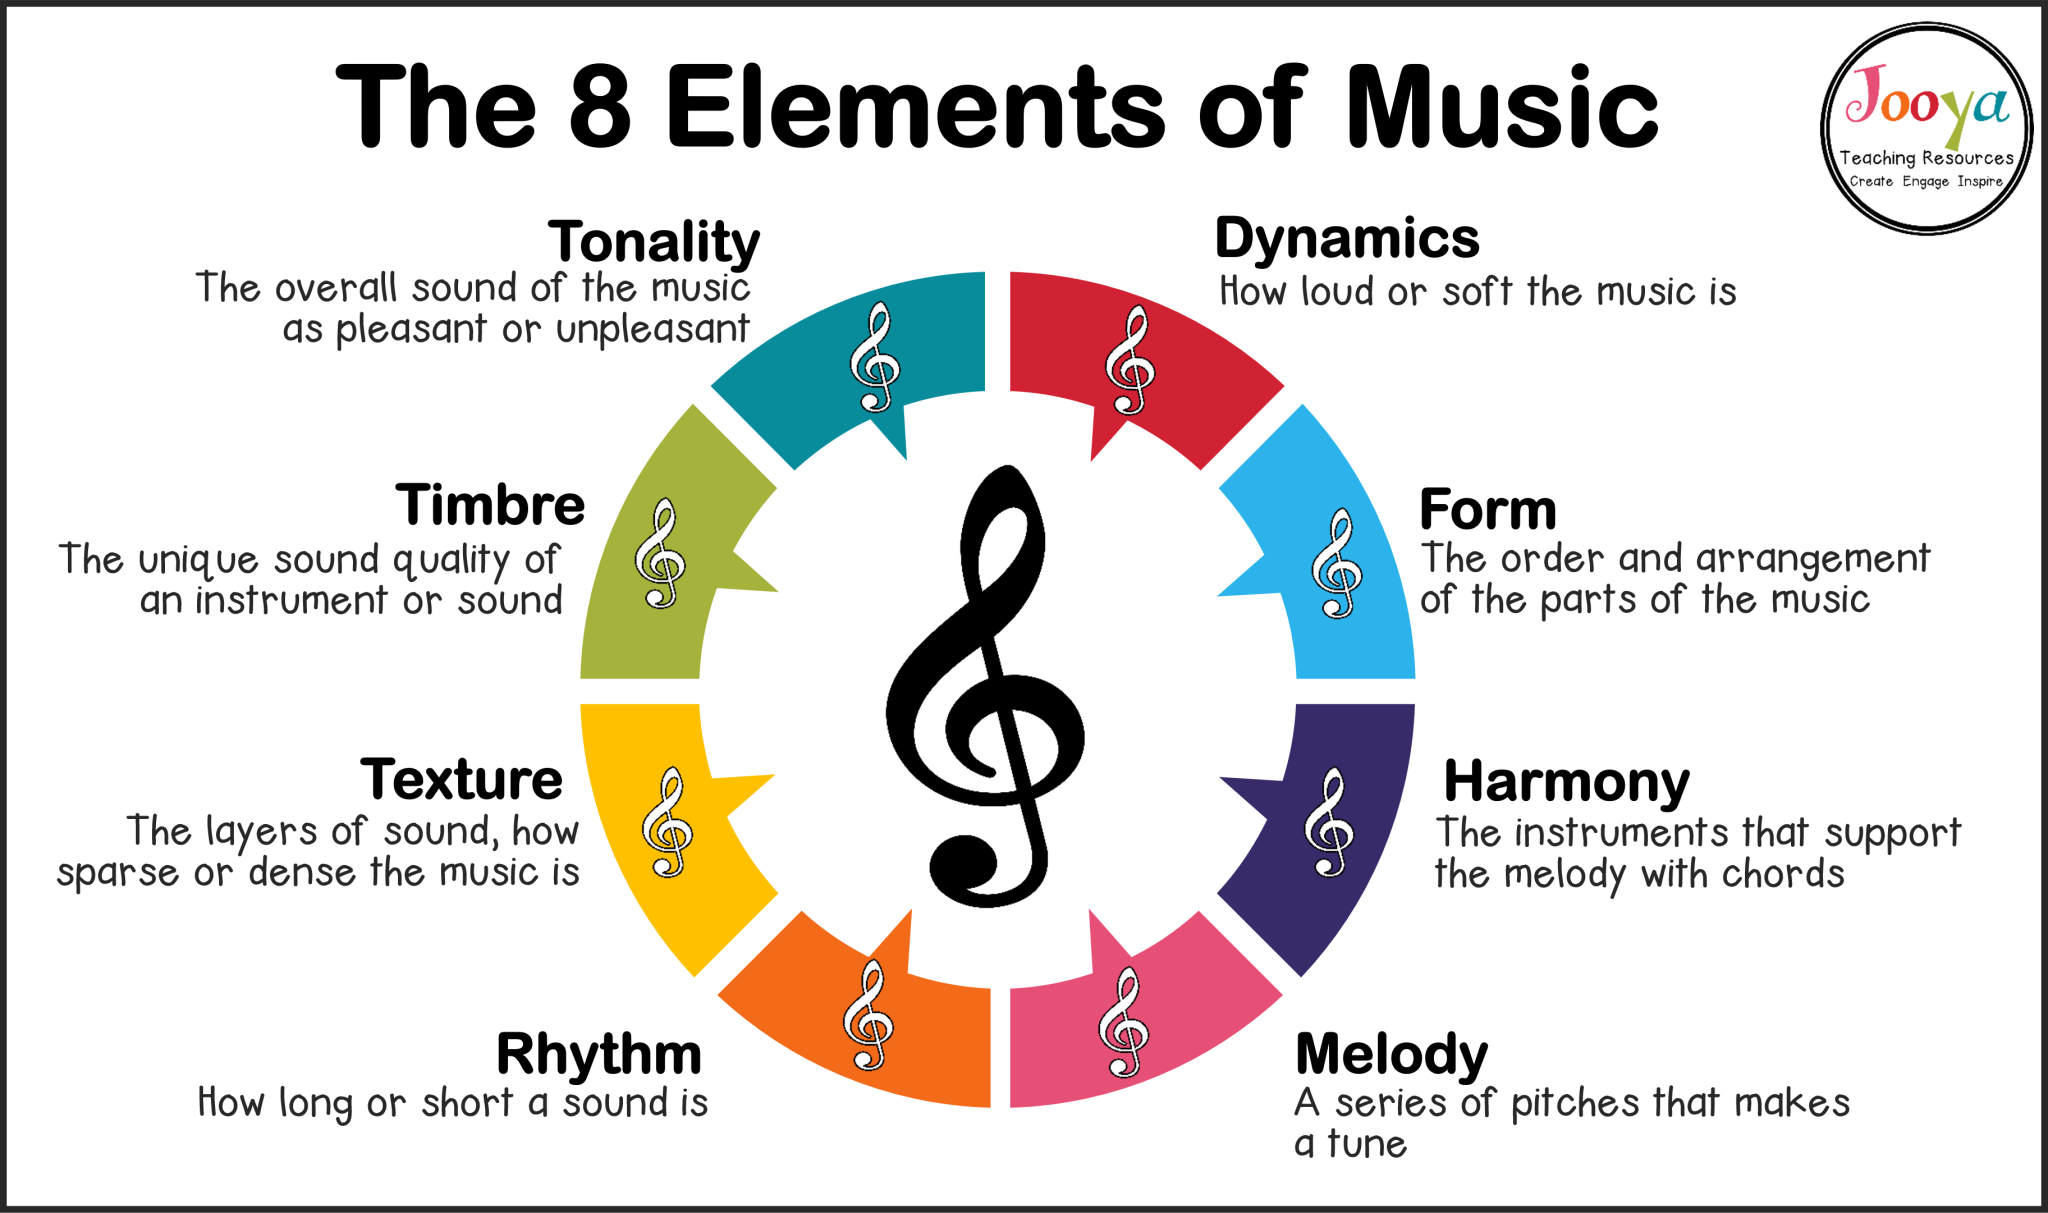 The 8 Elements of Music
Jooya
Teaching Resources
Create Engage Inspire
Tonality
The overall sound of the music
as pleasant or unpleasant
Dynamics
How loud or soft the music is
Timbre
The unique sound quality of
an instrument or sound
Form
The order and arrangement
of the parts of the music
Texture
The layers of sound, how
sparse or dense the music is
Harmony
The instruments that support
the melody with chords
Rhythm
How long or short a sound is
Melody
A series of pitches that makes
a tune